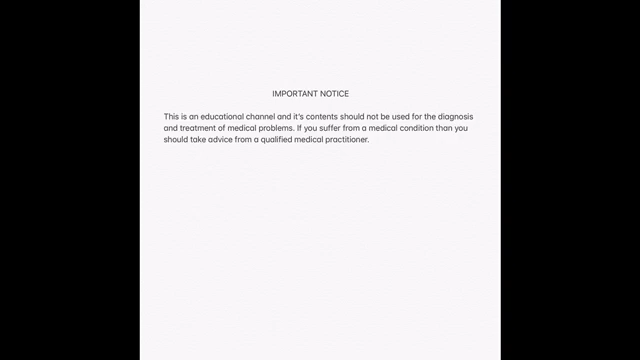 IMPORTANT NOTICE
This is an educational channel and it's contents should not be used for the diagnosis
and treatment of medical problems. If you suffer from a medical condition than you
should take advice from a qualified medical practitioner.